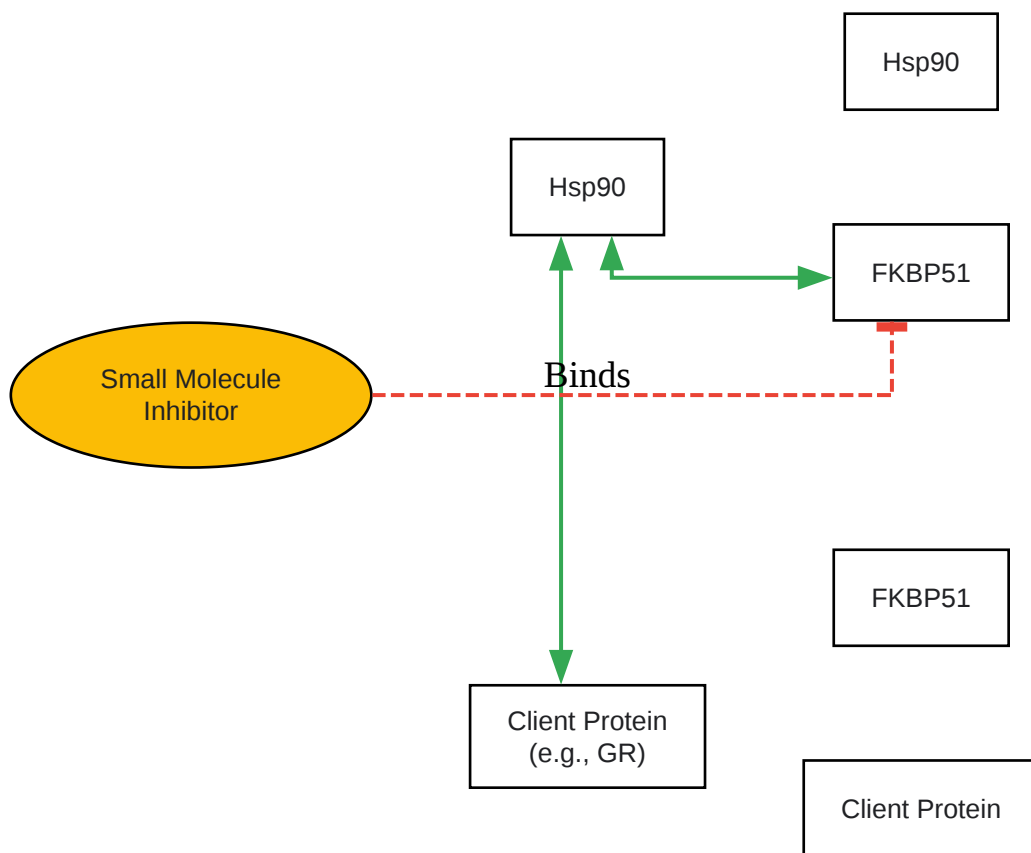 Hsp90
Hsp90
FKBP51
Small Molecule
Inhibitor
Binds
FKBP51
Client Protein
(e.g., GR)
Client Protein